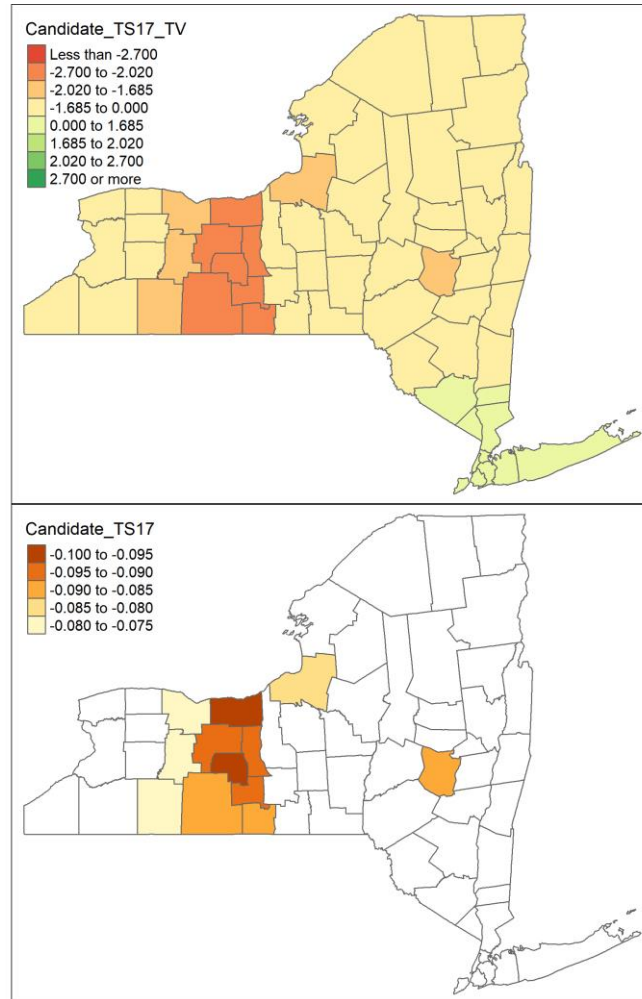 Candidate_TS17_TV
Less than -2.700
-2.700 to -2.020
-2.020 to -1.685
-1.685 to 0.000
0.000 to 1.685
1.685 to 2.020
2.020 to 2.700
2.700 or more
Candidate_TS17
-0.100 to -0.095
-0.095 to -0.090
-0.090 to -0.085
-0.085 to -0.080
-0.080 to -0.075